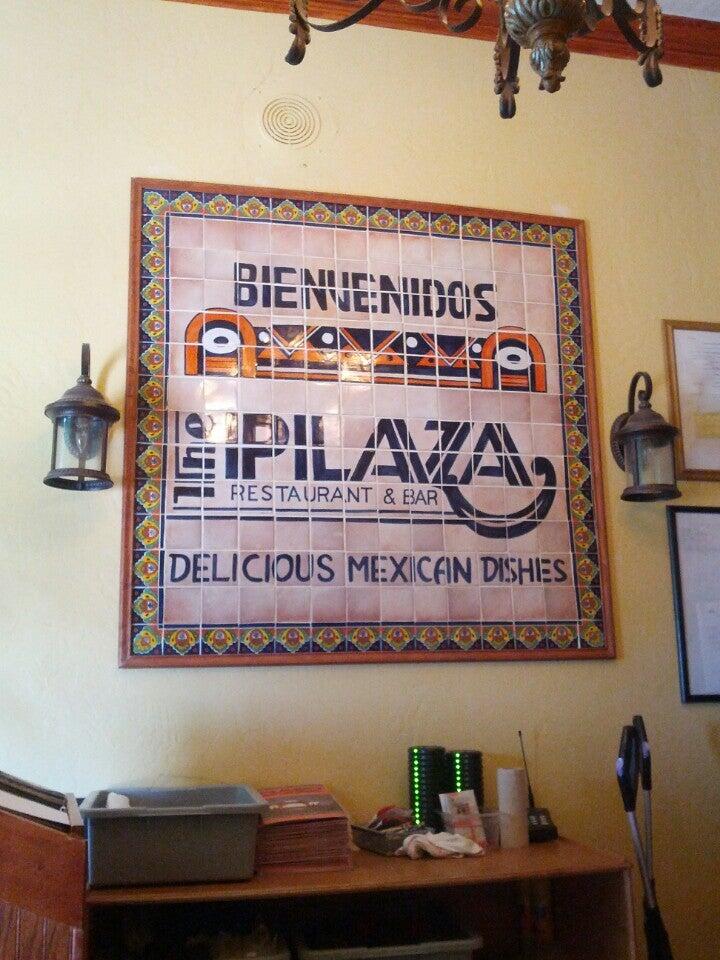 BIENVENIDOS
The PLAZA
RESTAURANT & BAR
DELICIOUS MEXICAN DISHES